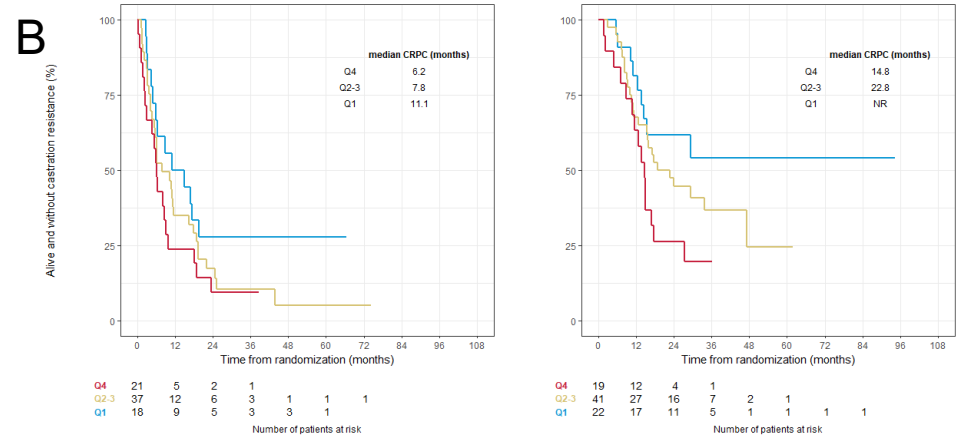 B
Alive and without castration resistance (%)
100
75
50
25
0
median CRPC (months)
Q4 6.2
Q2-3 7.8
Q1 11.1
0 12 24 36 48 60 72 84 96 108
Time from randomization (months)
Q4 21 5 2 1
Q2-3 37 12 6 3 1 1 1
Q1 18 9 5 3 3 1
Number of patients at risk
100
75
50
25
0
median CRPC (months)
Q4 14.8
Q2-3 22.8
Q1 NR
0 12 24 36 48 60 72 84 96 108
Time from randomization (months)
Q4 19 12 4 1
Q2-3 41 27 16 7 2 1
Q1 22 17 11 5 1 1 1 1
Number of patients at risk